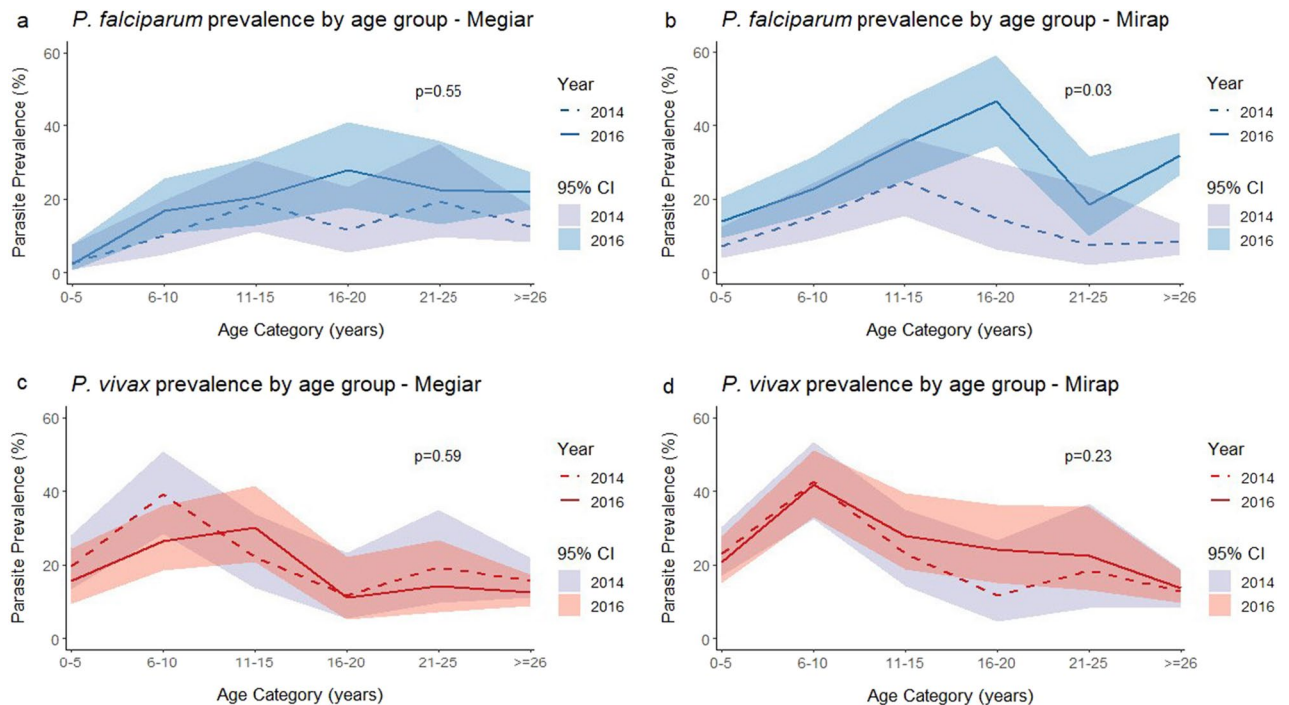 a P. falciparum prevalence by age group - Megiar
60
40
20
0
Parasite Prevalence (%)
p=0.55
0-5 6-10 11-15 16-20 21-25 >=26
Age Category (years)
Year
2014
2016
95% CI
2014
2016
b P. falciparum prevalence by age group - Mirap
60
40
20
0
Parasite Prevalence (%)
p=0.03
0-5 6-10 11-15 16-20 21-25 >=26
Age Category (years)
Year
2014
2016
95% CI
2014
2016
c P. vivax prevalence by age group - Megiar
60
40
20
0
Parasite Prevalence (%)
p=0.59
0-5 6-10 11-15 16-20 21-25 >=26
Age Category (years)
Year
2014
2016
95% CI
2014
2016
d P. vivax prevalence by age group - Mirap
60
40
20
0
Parasite Prevalence (%)
p=0.23
0-5 6-10 11-15 16-20 21-25 >=26
Age Category (years)
Year
2014
2016
95% CI
2014
2016